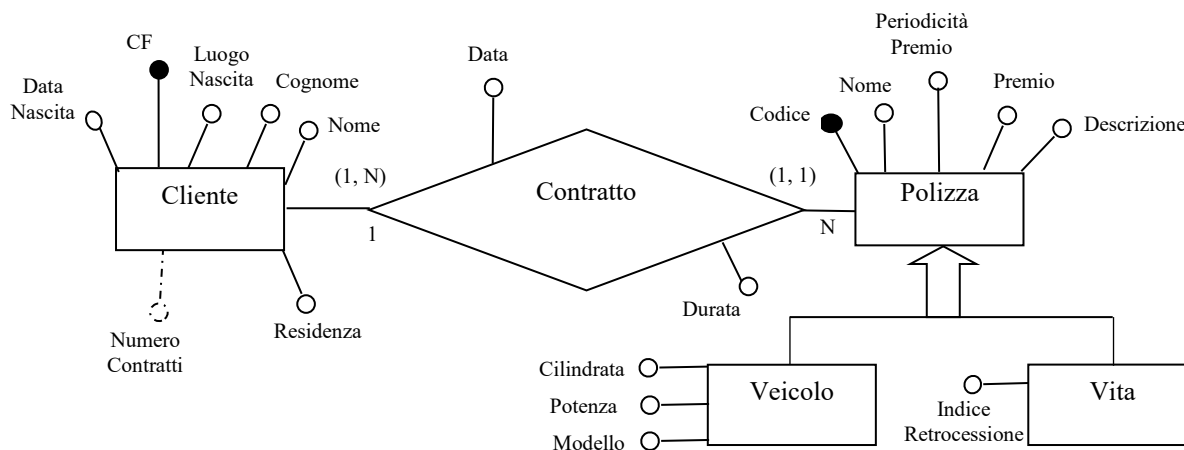 CF
Data
Nascita
Luogo
Nascita
Cognome
Nome
Cliente
Numero
Contratti
Residenza
(1, N)
1
Data
Contratto
Durata
(1, 1)
N
Codice
Nome
Periodicità
Premio
Premio
Descrizione
Polizza
Cilindrata
Potenza
Modello
Veicolo
Indice
Retrocessione
Vita